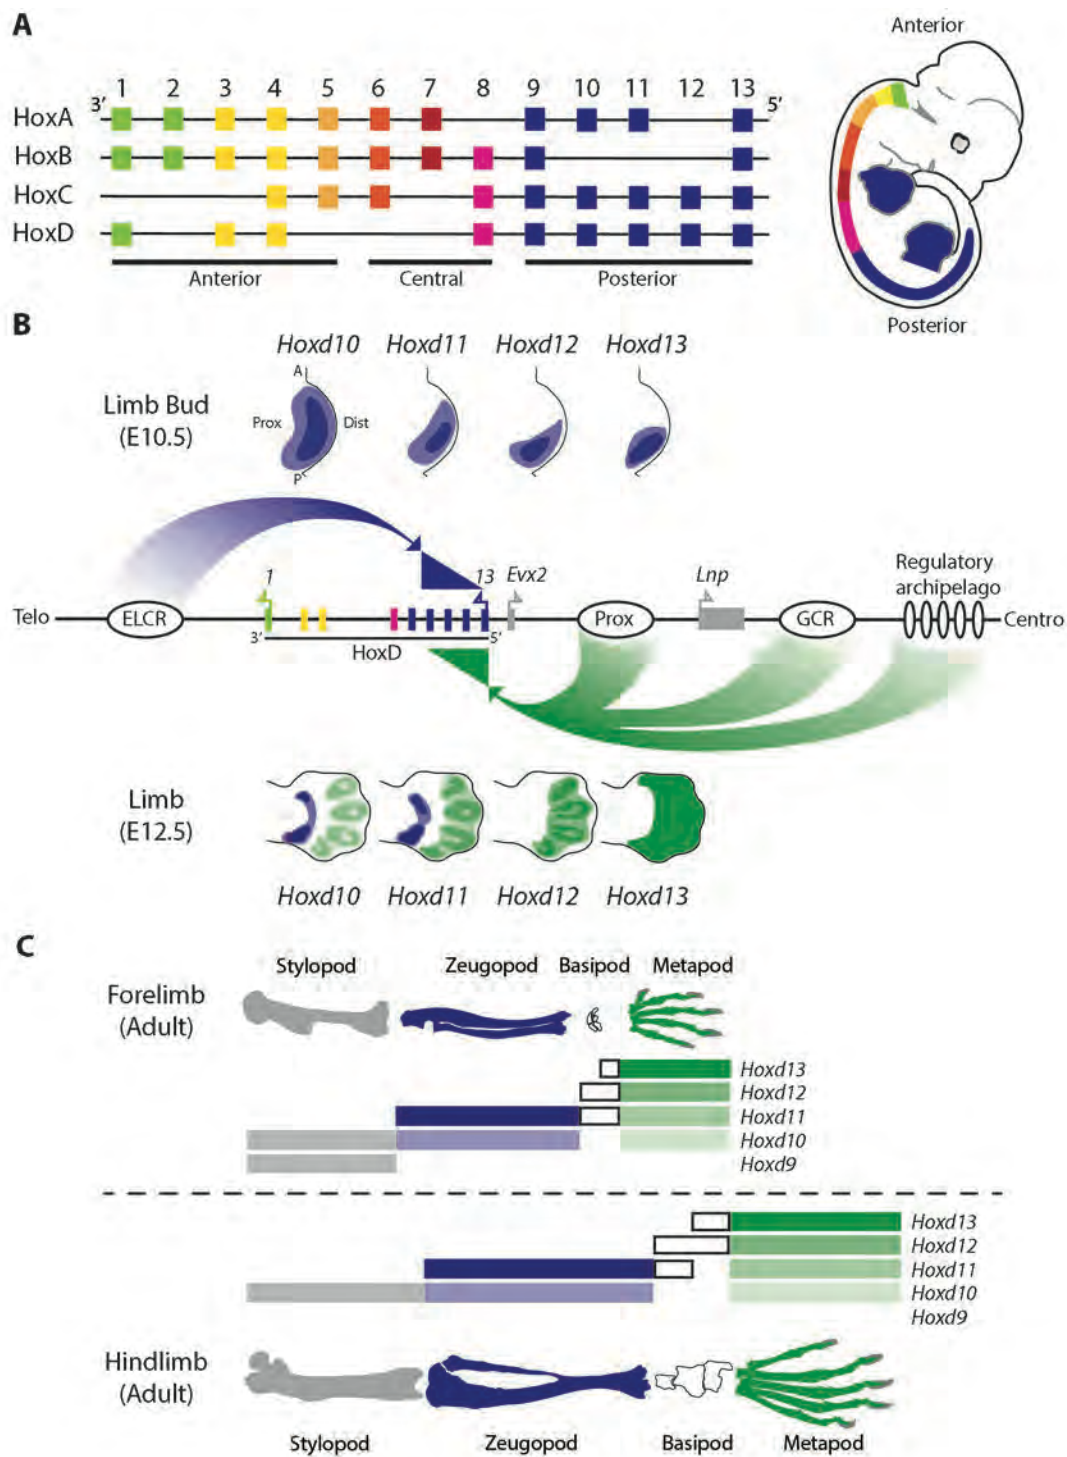 A
Anterior
1 2 3 4 5 6 7 8 9 10 11 12 13
3’ 5’
HoxA
HoxB
HoxC
HoxD
Anterior Central Posterior
Posterior
B
Hoxd10 Hoxd11 Hoxd12 Hoxd13
Limb Bud
(E10.5)
A
Prox Dist
P
Regulatory
archipelago
1 13 Evx2 Lnp
Telo ELCR Prox GCR Centro
3’ 5’
HoxD
Limb
(E12.5)
Hoxd10 Hoxd11 Hoxd12 Hoxd13
C
Stylopod Zeugopod Basipod Metapod
Forelimb
(Adult)
Hoxd13
Hoxd12
Hoxd11
Hoxd10
Hoxd9
Hoxd13
Hoxd12
Hoxd11
Hoxd10
Hoxd9
Hindlimb
(Adult)
Stylopod Zeugopod Basipod Metapod